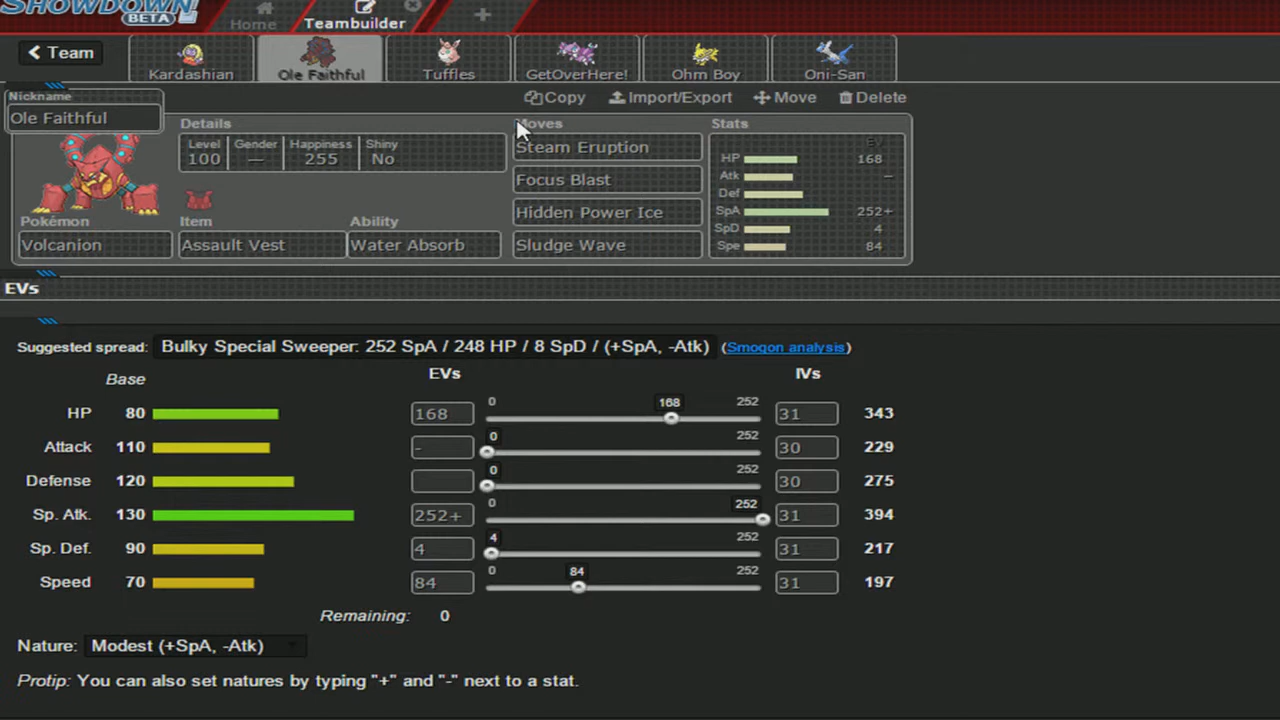 SHOWDOWN
BETA
Home
Teambuilder
Team
Kardashian
Ole Faithful
Tuffles
GetOverHere!
Ohm Boy
Oni-San
Copy
Import/Export
Move
Delete
Nickname
Ole Faithful
Details
Level
100
Gender
—
Happiness
255
Shiny
No
Pokémon
Volcanion
Item
Assault Vest
Ability
Water Absorb
Moves
Steam Eruption
Focus Blast
Hidden Power Ice
Sludge Wave
Stats
EV
HP 168
Atk –
Def
SpA 252+
SpD 4
Spe 84
EVs
Suggested spread: Bulky Special Sweeper: 252 SpA / 248 HP / 8 SpD / (+SpA, -Atk) (Smogon analysis)
Base EVs IVs
HP 80 168 0 168 252 31 343
Attack 110 - 0 252 30 229
Defense 120 0 252 30 275
Sp. Atk. 130 252+ 0 252 31 394
Sp. Def. 90 4 4 252 31 217
Speed 70 84 0 84 252 31 197
Remaining: 0
Nature: Modest (+SpA, -Atk)
Protip: You can also set natures by typing "+" and "-" next to a stat.